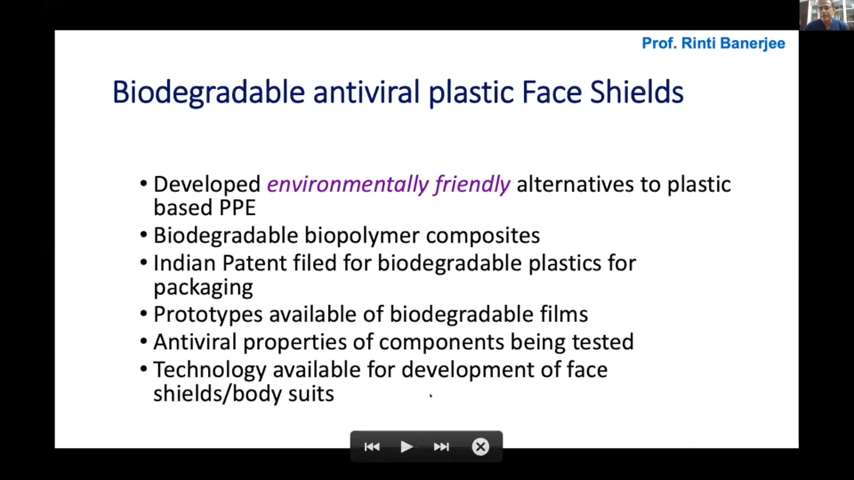 Prof. Rinti Banerjee
Biodegradable antiviral plastic Face Shields
• Developed environmentally friendly alternatives to plastic
based PPE
• Biodegradable biopolymer composites
• Indian Patent filed for biodegradable plastics for
packaging
• Prototypes available of biodegradable films
• Antiviral properties of components being tested
• Technology available for development of face
shields/body suits